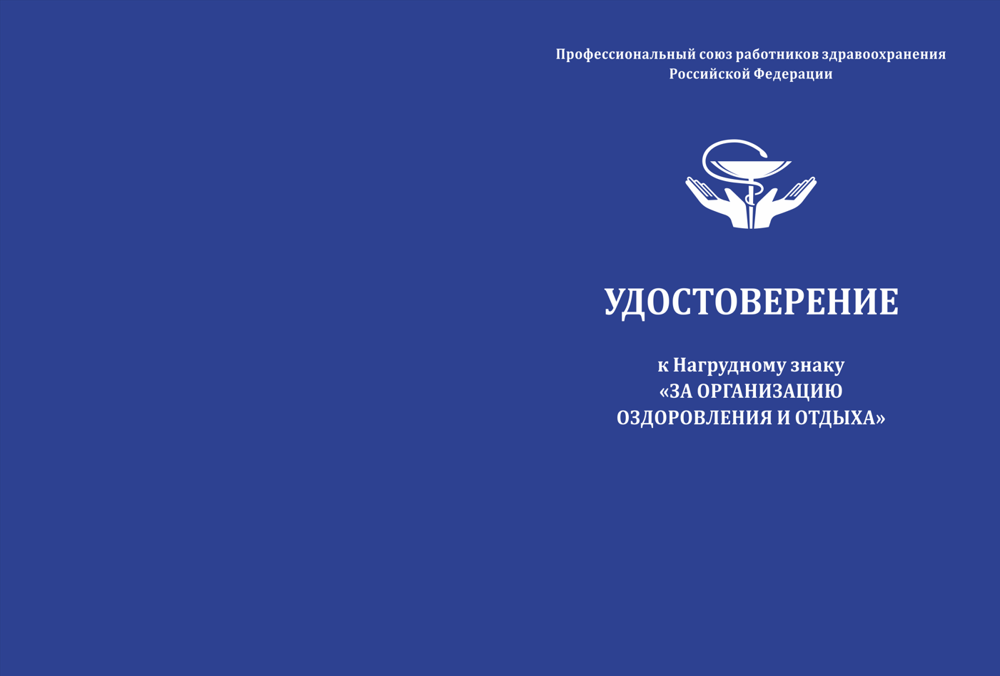 Профессиональный союз работников здравоохранения
Российской Федерации
УДОСТОВЕРЕНИЕ
к Нагрудному знаку
«ЗА ОРГАНИЗАЦИЮ
ОЗДОРОВЛЕНИЯ И ОТДЫХА»